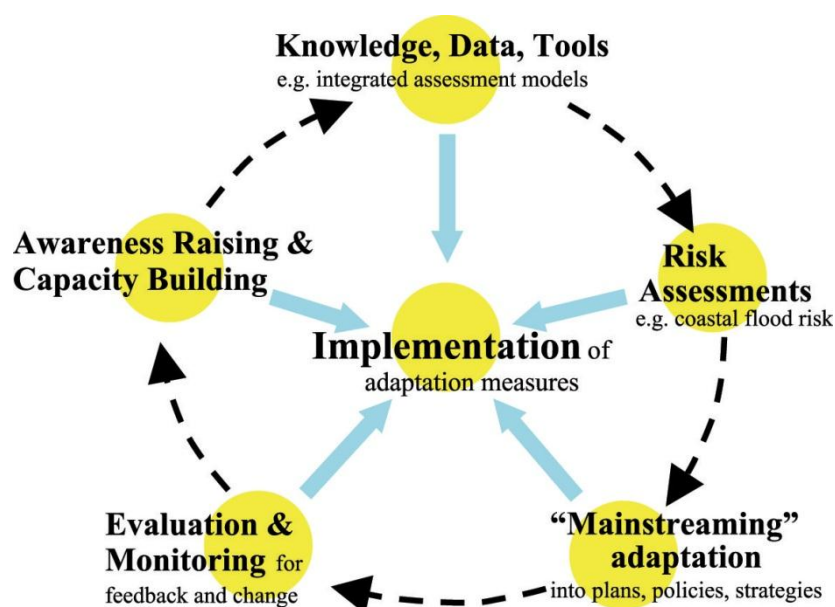 Knowledge, Data, Tools
e.g. integrated assessment models
Awareness Raising &
Capacity Building
Risk
Assessments
e.g. coastal flood risk
Implementation of
adaptation measures
Evaluation &
Monitoring for
feedback and change
“Mainstreaming”
adaptation
into plans, policies, strategies